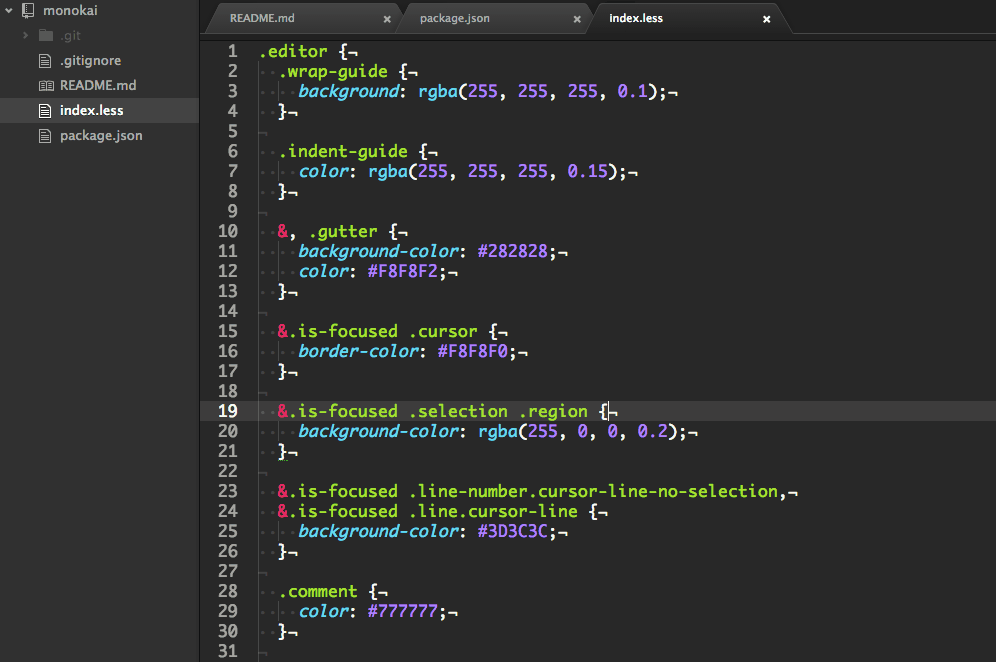 monokai
.git
.gitignore
README.md
index.less
package.json
README.md
package.json
index.less
1 .editor {¬
2 ··.wrap-guide {¬
3 ····background: rgba(255, 255, 255, 0.1);¬
4 ··}¬
5 ¬
6 ··.indent-guide {¬
7 ····color: rgba(255, 255, 255, 0.15);¬
8 ··}¬
9 ¬
10 ··&, .gutter {¬
11 ····background-color: #282828;¬
12 ····color: #F8F8F2;¬
13 ··}¬
14 ¬
15 ··&.is-focused .cursor {¬
16 ····border-color: #F8F8F0;¬
17 ··}¬
18 ¬
19 ··&.is-focused .selection .region {¬
20 ····background-color: rgba(255, 0, 0, 0.2);¬
21 ··}¬
22 ¬
23 ··&.is-focused .line-number.cursor-line-no-selection,¬
24 ··&.is-focused .line.cursor-line {¬
25 ····background-color: #3D3C3C;¬
26 ··}¬
27 ¬
28 ··.comment {¬
29 ····color: #777777;¬
30 ··}¬
31 ¬